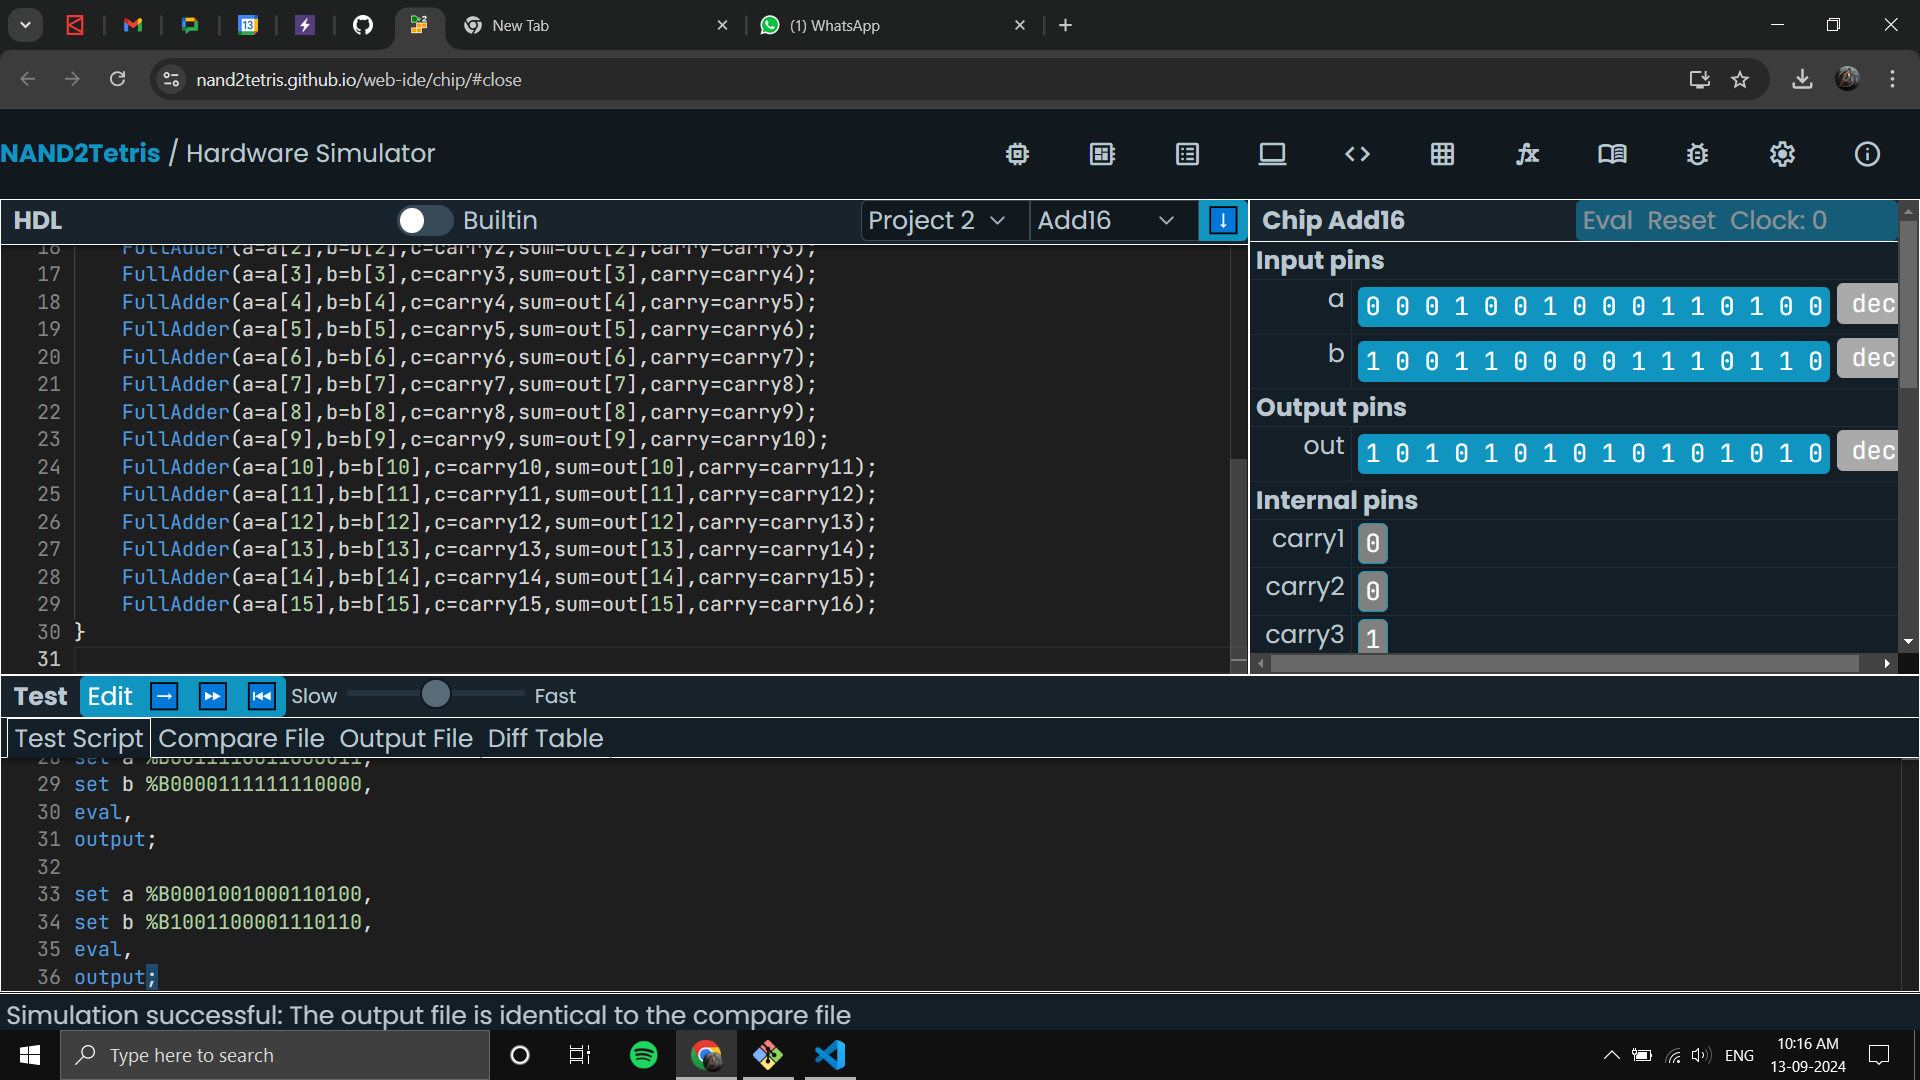 New Tab
(1) WhatsApp
nand2tetris.github.io/web-ide/chip/#close
NAND2Tetris / Hardware Simulator
HDL Builtin Project 2 Add16
16 FullAdder(a=a[2],b=b[2],c=carry2,sum=out[2],carry=carry3);
17 FullAdder(a=a[3],b=b[3],c=carry3,sum=out[3],carry=carry4);
18 FullAdder(a=a[4],b=b[4],c=carry4,sum=out[4],carry=carry5);
19 FullAdder(a=a[5],b=b[5],c=carry5,sum=out[5],carry=carry6);
20 FullAdder(a=a[6],b=b[6],c=carry6,sum=out[6],carry=carry7);
21 FullAdder(a=a[7],b=b[7],c=carry7,sum=out[7],carry=carry8);
22 FullAdder(a=a[8],b=b[8],c=carry8,sum=out[8],carry=carry9);
23 FullAdder(a=a[9],b=b[9],c=carry9,sum=out[9],carry=carry10);
24 FullAdder(a=a[10],b=b[10],c=carry10,sum=out[10],carry=carry11);
25 FullAdder(a=a[11],b=b[11],c=carry11,sum=out[11],carry=carry12);
26 FullAdder(a=a[12],b=b[12],c=carry12,sum=out[12],carry=carry13);
27 FullAdder(a=a[13],b=b[13],c=carry13,sum=out[13],carry=carry14);
28 FullAdder(a=a[14],b=b[14],c=carry14,sum=out[14],carry=carry15);
29 FullAdder(a=a[15],b=b[15],c=carry15,sum=out[15],carry=carry16);
30 }
31
Chip Add16 Eval Reset Clock: 0
Input pins
a 0 0 0 1 0 0 1 0 0 0 1 1 0 1 0 0 dec
b 1 0 0 1 1 0 0 0 0 1 1 1 0 1 1 0 dec
Output pins
out 1 0 1 0 1 0 1 0 1 0 1 0 1 0 1 0 dec
Internal pins
carry1 0
carry2 0
carry3 1
Test Edit Slow Fast
Test Script Compare File Output File Diff Table
28 set a %B0011110011000011,
29 set b %B0000111111110000,
30 eval,
31 output;
32
33 set a %B0001001000110100,
34 set b %B1001100001110110,
35 eval,
36 output;
Simulation successful: The output file is identical to the compare file
Type here to search
ENG
10:16 AM
13-09-2024